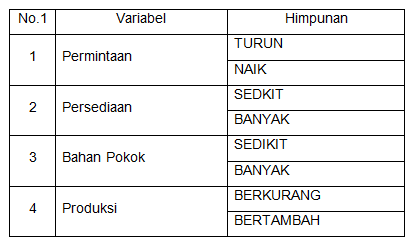 No.1 Variabel Himpunan
1 Permintaan TURUN
NAIK
2 Persediaan SEDKIT
BANYAK
3 Bahan Pokok SEDIKIT
BANYAK
4 Produksi BERKURANG
BERTAMBAH